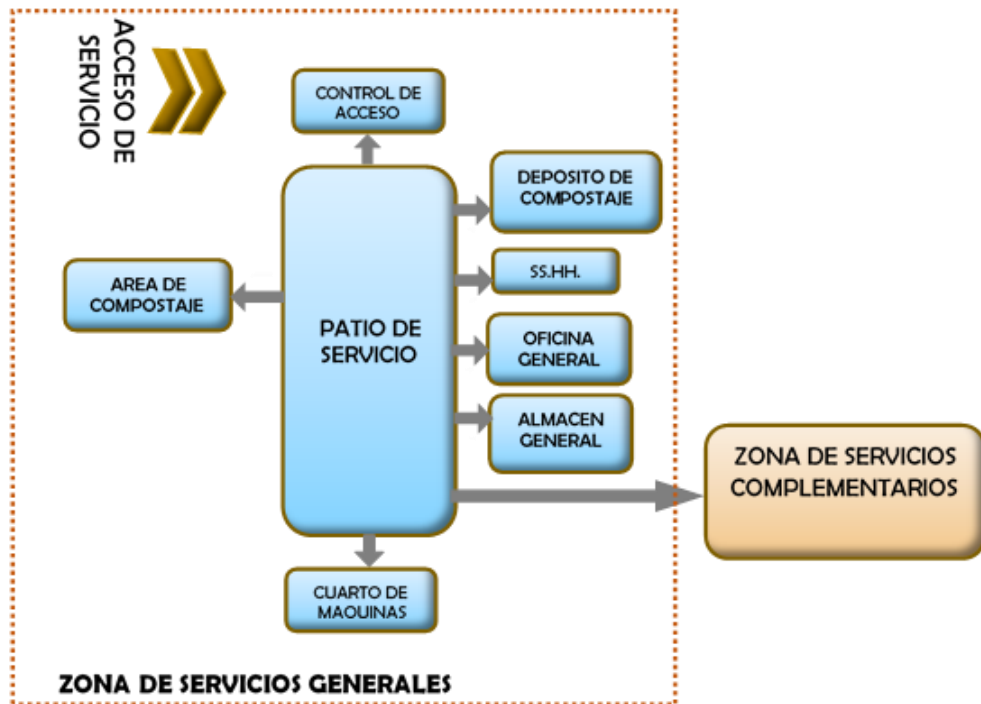 ACCESO DE
SERVICIO
CONTROL DE
ACCESO
DEPOSITO DE
COMPOSTAJE
SS.HH.
AREA DE
COMPOSTAJE
PATIO DE
SERVICIO
OFICINA
GENERAL
ALMACEN
GENERAL
ZONA DE SERVICIOS
COMPLEMENTARIOS
CUARTO DE
MAQUINAS
ZONA DE SERVICIOS GENERALES